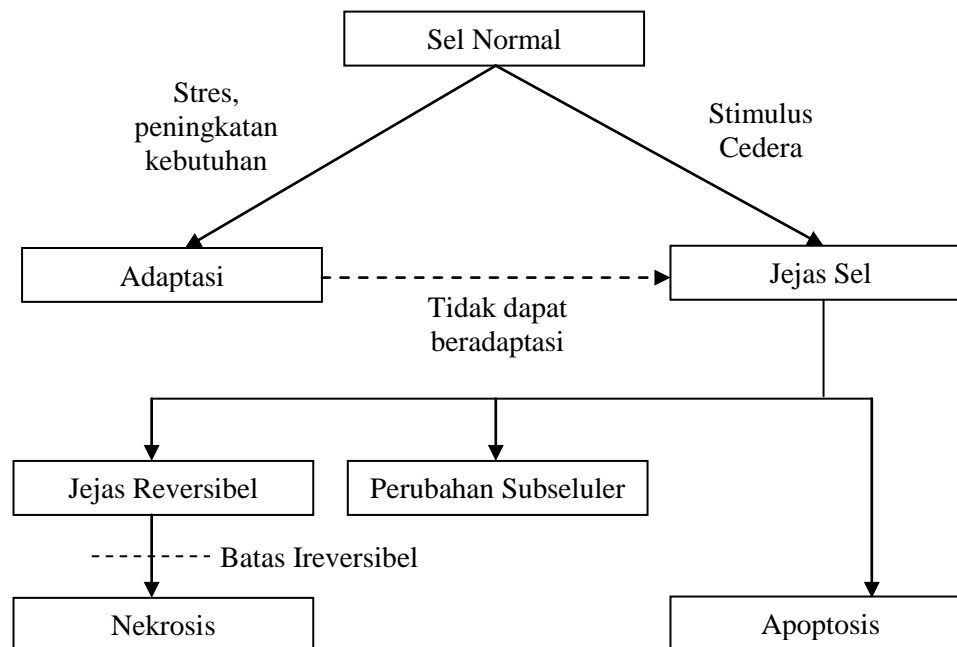 Sel Normal
Stres,
peningkatan
kebutuhan
Stimulus
Cedera
Adaptasi
Jejas Sel
Tidak dapat
beradaptasi
Jejas Reversibel
Perubahan Subseluler
Batas Ireversibel
Nekrosis
Apoptosis